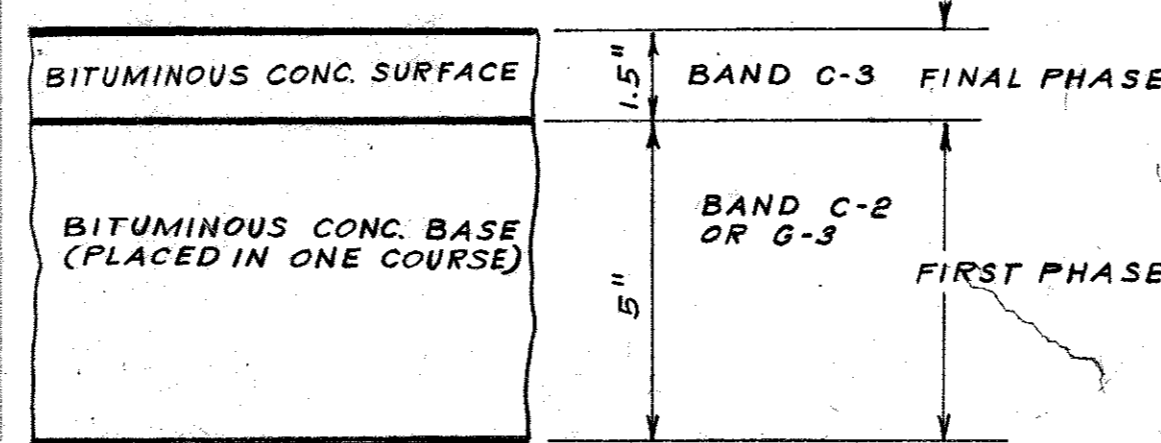 BITUMINOUS CONC. SURFACE
1.5"
BAND C-3
FINAL PHASE
BITUMINOUS CONC. BASE
(PLACED IN ONE COURSE)
5"
BAND C-2
OR G-3
FIRST PHASE